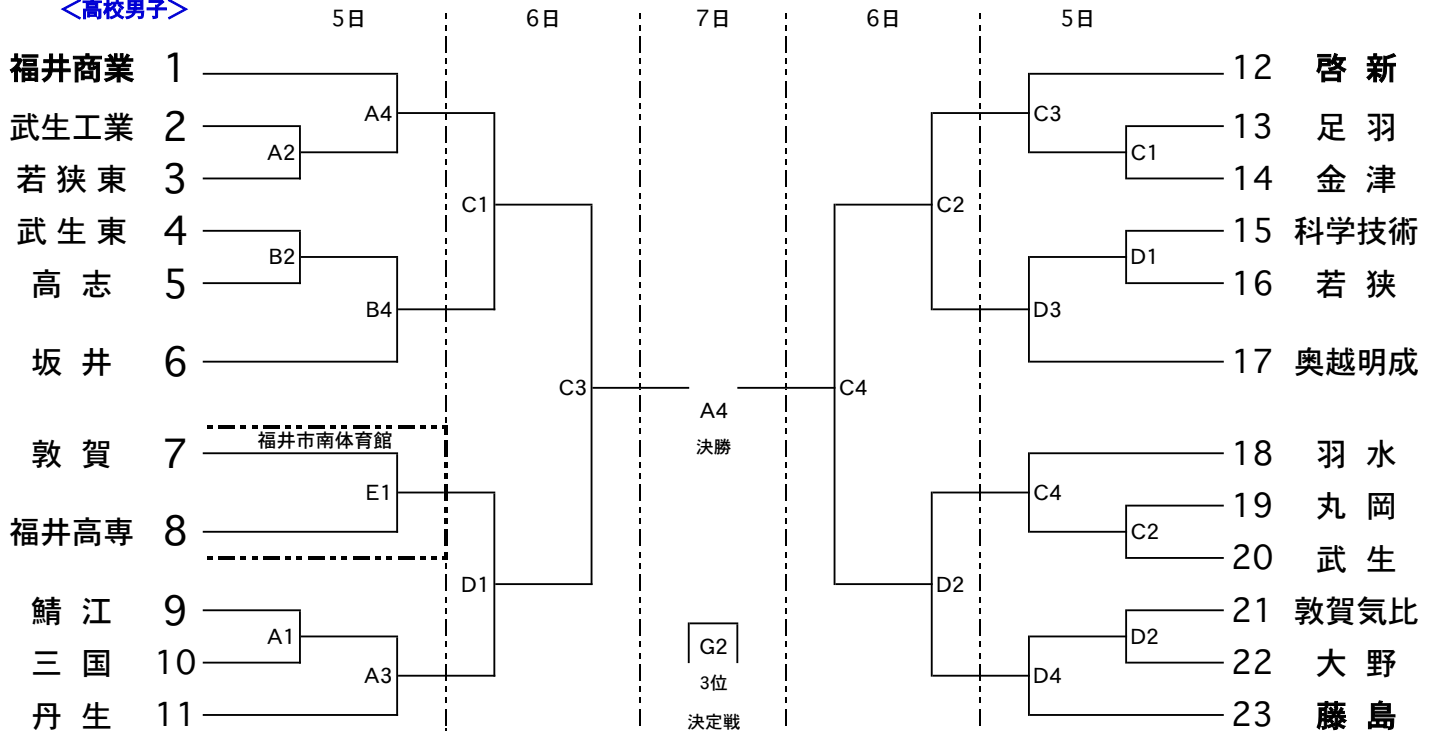 <高校男子>
5日 6日 7日 6日 5日
福井商業 1
武生工業 2
若狭東 3
武生東 4
高志 5
坂井 6
敦賀 7
福井高専 8
鯖江 9
三国 10
丹生 11
A4
A2
B2
B4
福井市南体育館
E1
A1
A3
C1
D1
C3
A4
決勝
G2
3位
決定戦
C4
C2
D2
C3
C1
D1
D3
C4
C2
D2
D4
12 啓新
13 足羽
14 金津
15 科学技術
16 若狭
17 奥越明成
18 羽水
19 丸岡
20 武生
21 敦賀気比
22 大野
23 藤島